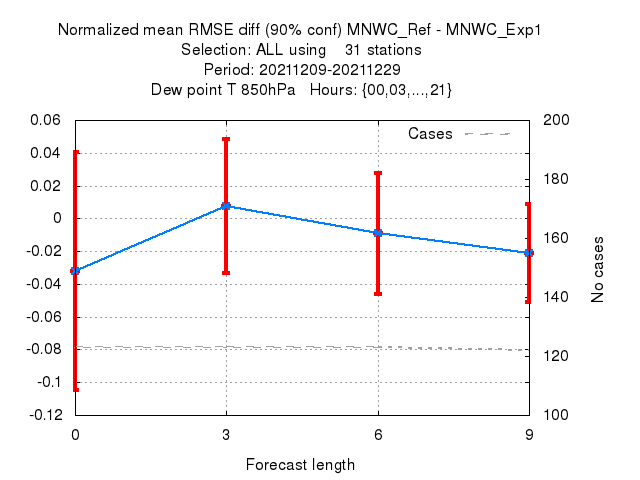 Normalized mean RMSE diff (90% conf) MNWC_Ref - MNWC_Exp1
Selection: ALL using    31 stations
Period: 20211209-20211229
Dew point T 850hPa   Hours: {00,03,...,21}
Cases
0.06
0.04
0.02
0
-0.02
-0.04
-0.06
-0.08
-0.1
-0.12
200
180
160
140
120
100
No cases
0 3 6 9
Forecast length